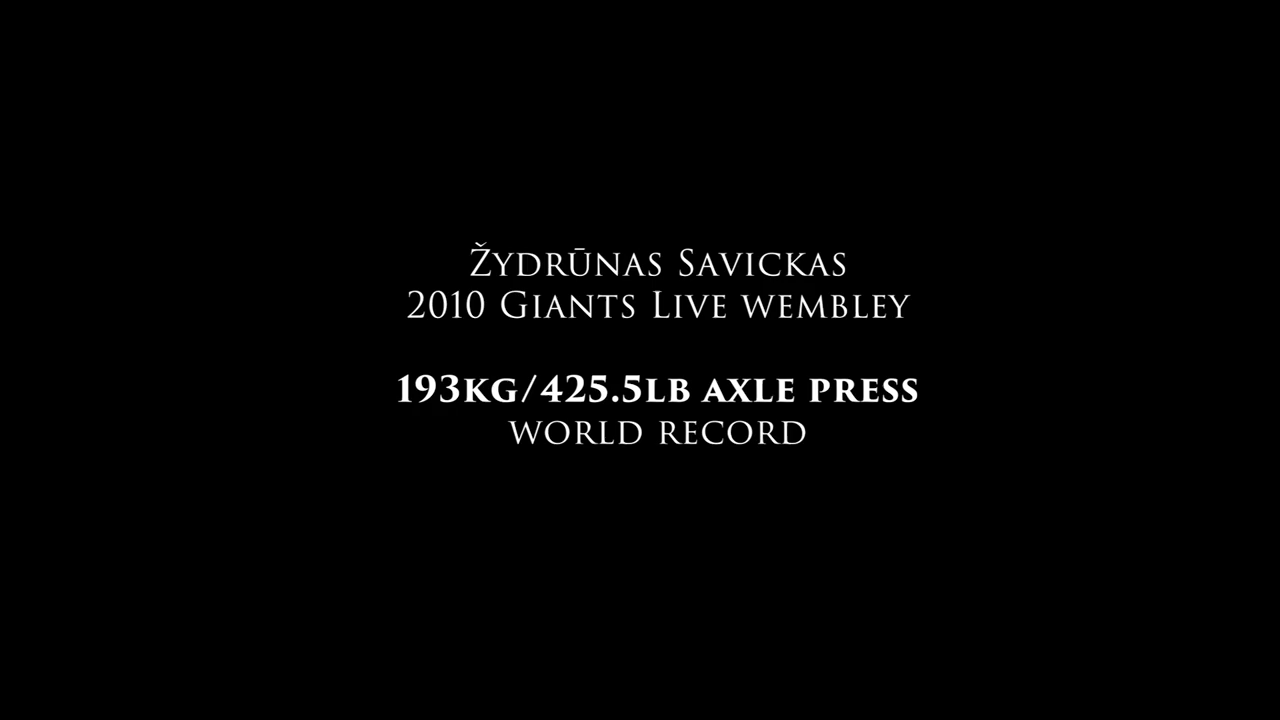 Žydrūnas Savickas
2010 Giants Live wembley
193kg/425.5lb axle press
world record